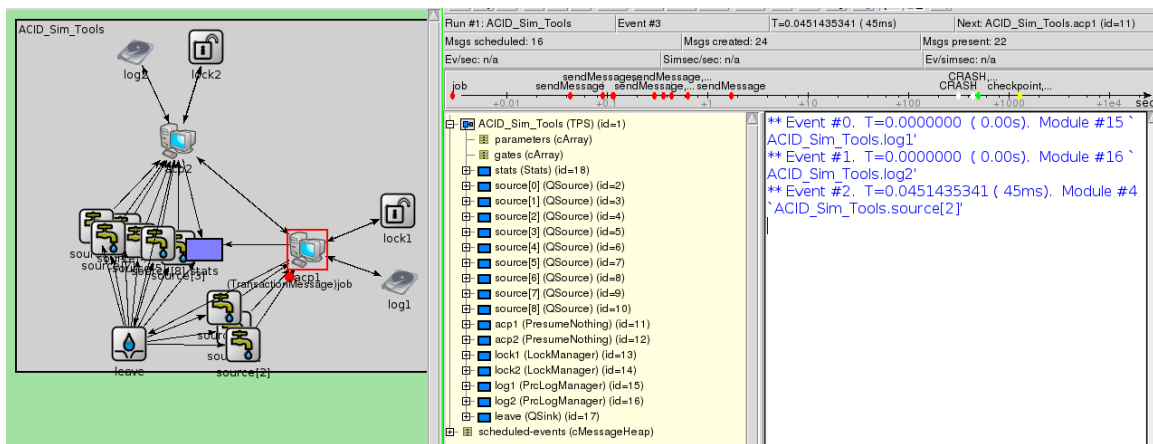 ACID_Sim_Tools
log2
lock2
acp2
lock1
source[3]
acp1
(TransactionMessage)job
log1
source[2]
leave
Run #1: ACID_Sim_Tools
Event #3
T=0.0451435341 ( 45ms)
Next: ACID_Sim_Tools.acp1 (id=11)
Msgs scheduled: 16
Msgs created: 24
Msgs present: 22
Ev/sec: n/a
Simsec/sec: n/a
Ev/simsec: n/a
sendMessagesendMessage,...
CRASH,...
job
sendMessage
sendMessage,...
sendMessage
CRASH
checkpoint,...
+0.01
+0.1
+1
+10
+100
+1000
+1e4
sec
ACID_Sim_Tools (TPS) (id=1)
parameters (cArray)
gates (cArray)
stats (Stats) (id=18)
source[0] (QSource) (id=2)
source[1] (QSource) (id=3)
source[2] (QSource) (id=4)
source[3] (QSource) (id=5)
source[4] (QSource) (id=6)
source[5] (QSource) (id=7)
source[6] (QSource) (id=8)
source[7] (QSource) (id=9)
source[8] (QSource) (id=10)
acp1 (PresumeNothing) (id=11)
acp2 (PresumeNothing) (id=12)
lock1 (LockManager) (id=13)
lock2 (LockManager) (id=14)
log1 (PrcLogManager) (id=15)
log2 (PrcLogManager) (id=16)
leave (QSink) (id=17)
scheduled-events (cMessageHeap)
** Event #0. T=0.0000000 ( 0.00s). Module #15 `
ACID_Sim_Tools.log1'
** Event #1. T=0.0000000 ( 0.00s). Module #16 `
ACID_Sim_Tools.log2'
** Event #2. T=0.0451435341 ( 45ms). Module #4
`ACID_Sim_Tools.source[2]'